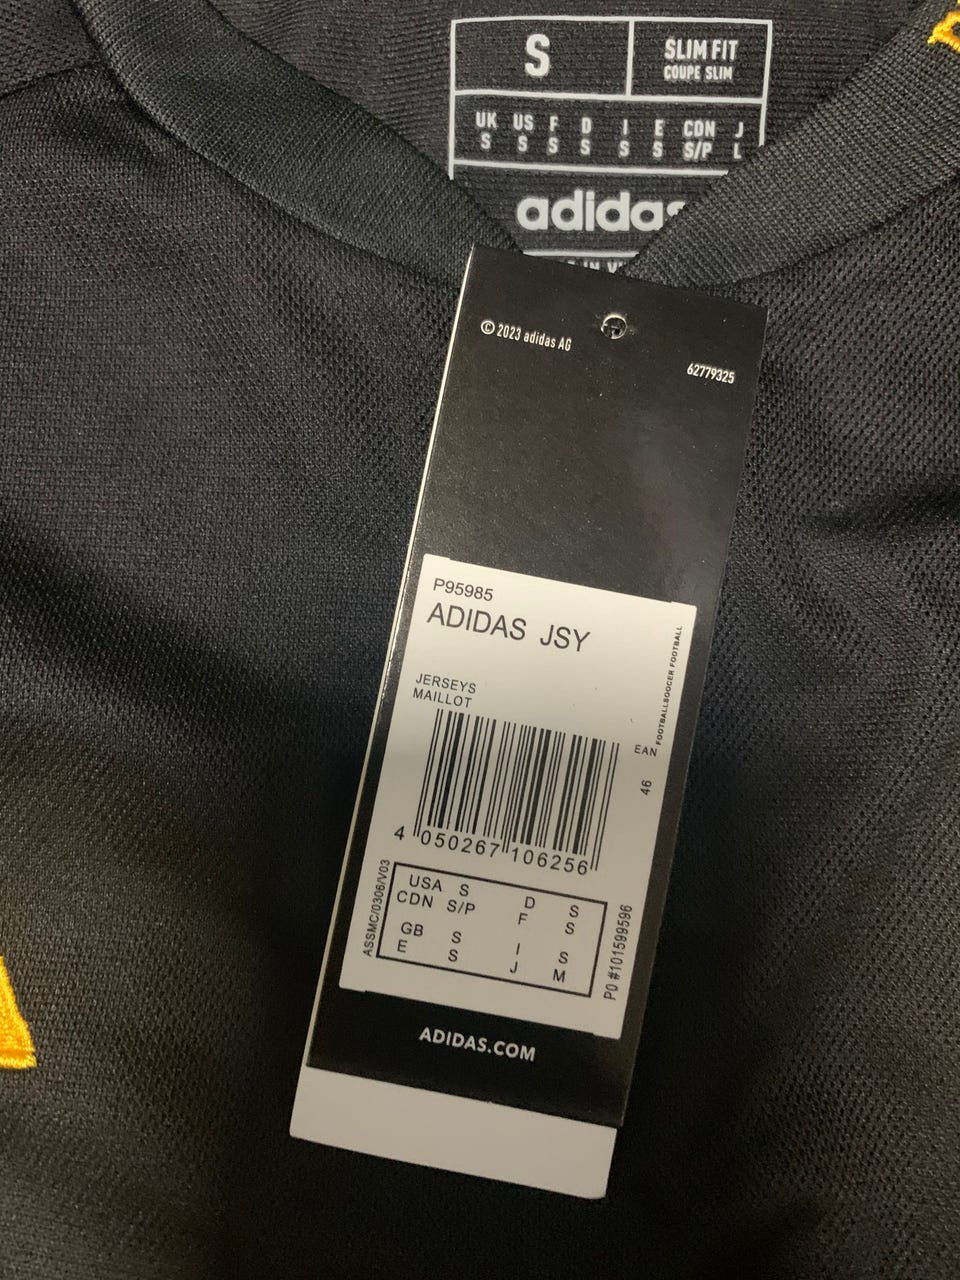 S
SLIM FIT
COUPE SLIM
UK US F D I E CDN J
S S S S S S S/P L
adidas
IN
© 2023 adidas AG
62779325
P95985
ADIDAS JSY
JERSEYS
MAILLOT
FOOTBALLSOCCER FOOTBALL
EAN
46
4 050267 106256
ASSMC/0306/V03
USA S D S
CDN S/P F S
GB S I S
E S J M
PO #101599596
ADIDAS.COM